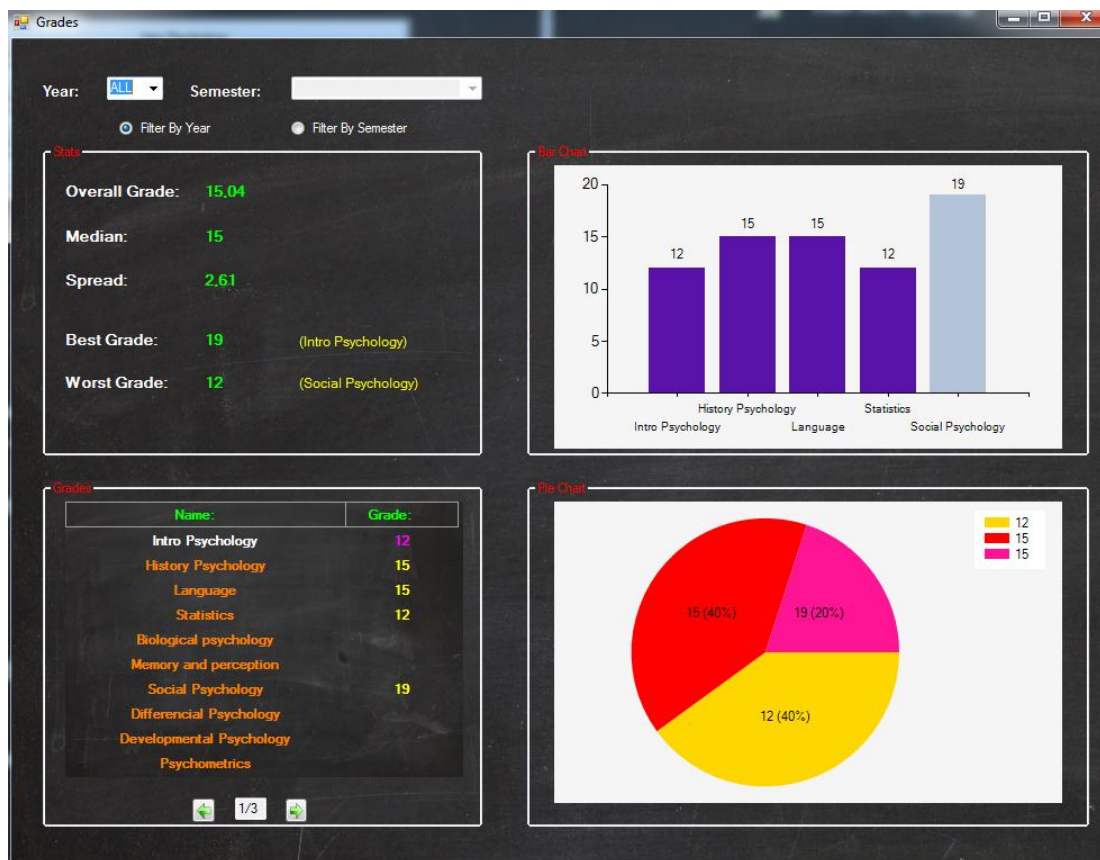 Grades
Year: ALL Semester:
Filter By Year Filter By Semester
Stats
Overall Grade: 15,04
Median: 15
Spread: 2,61
Best Grade: 19 (Intro Psychology)
Worst Grade: 12 (Social Psychology)
Bar Chart
20
15
10
5
0
12
15
15
12
19
History Psychology Statistics
Intro Psychology Language Social Psychology
Grades
Name: Grade:
Intro Psychology 12
History Psychology 15
Language 15
Statistics 12
Biological psychology
Memory and perception
Social Psychology 19
Differencial Psychology
Developmental Psychology
Psychometrics
1/3
Pie Chart
12
15
15
15 (40%) 19 (20%)
12 (40%)